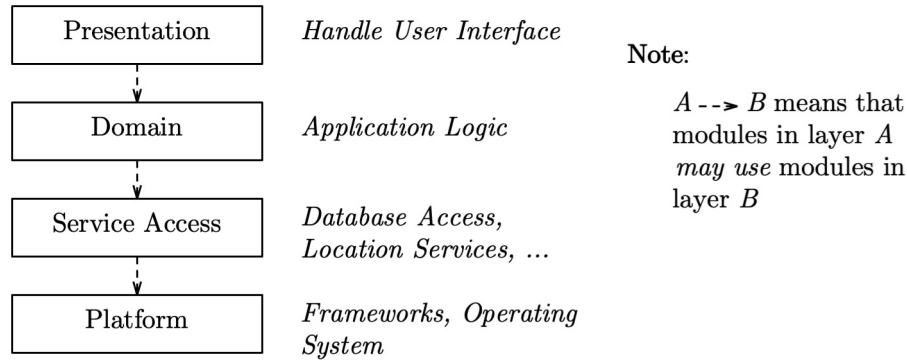 Presentation
Handle User Interface
Domain
Application Logic
Service Access
Database Access,
Location Services, ...
Platform
Frameworks, Operating
System
Note:
A --➤ B means that
modules in layer A
may use modules in
layer B